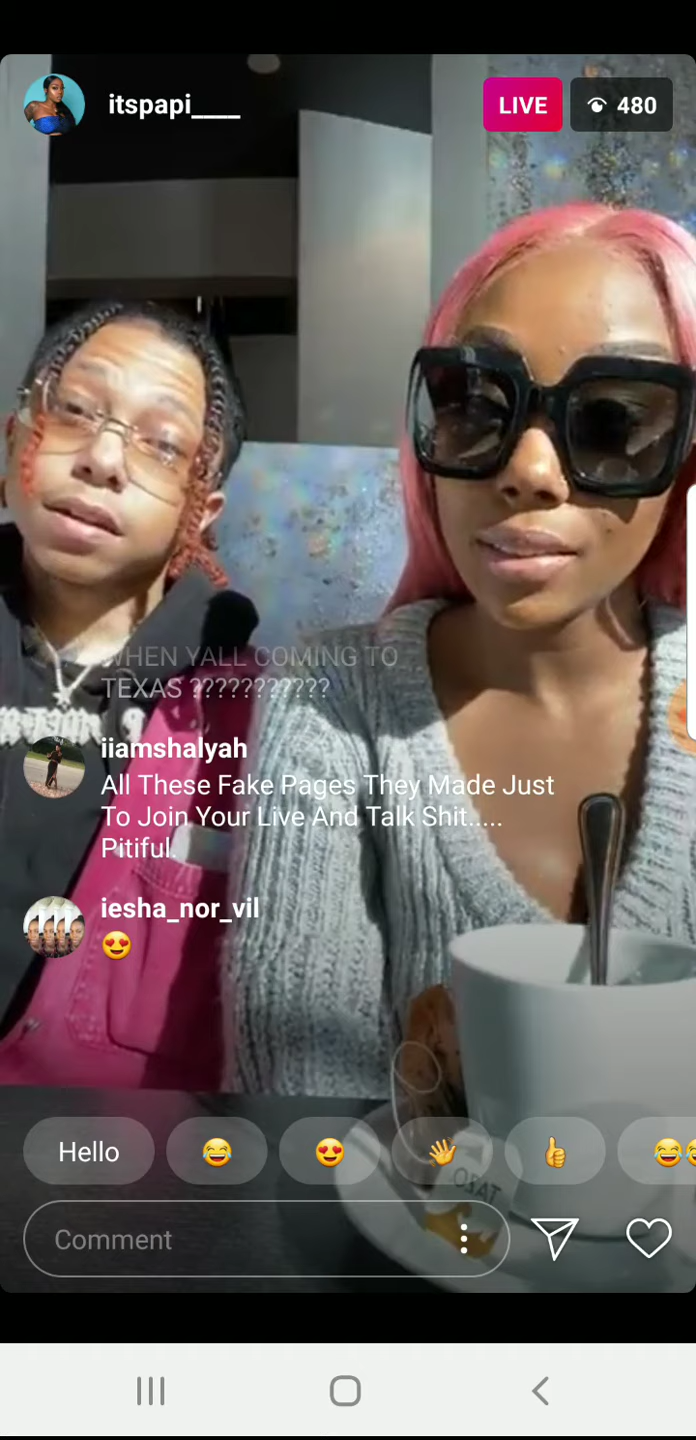 itspapi____
LIVE
480
WHEN YALL COMING TO
TEXAS ???????????
iiamshalyah
All These Fake Pages They Made Just
To Join Your Live And Talk Shit.....
Pitiful.
iesha_nor_vil
😍
Hello
😂
😍
👋
👍
😂😂
TAZO
Comment